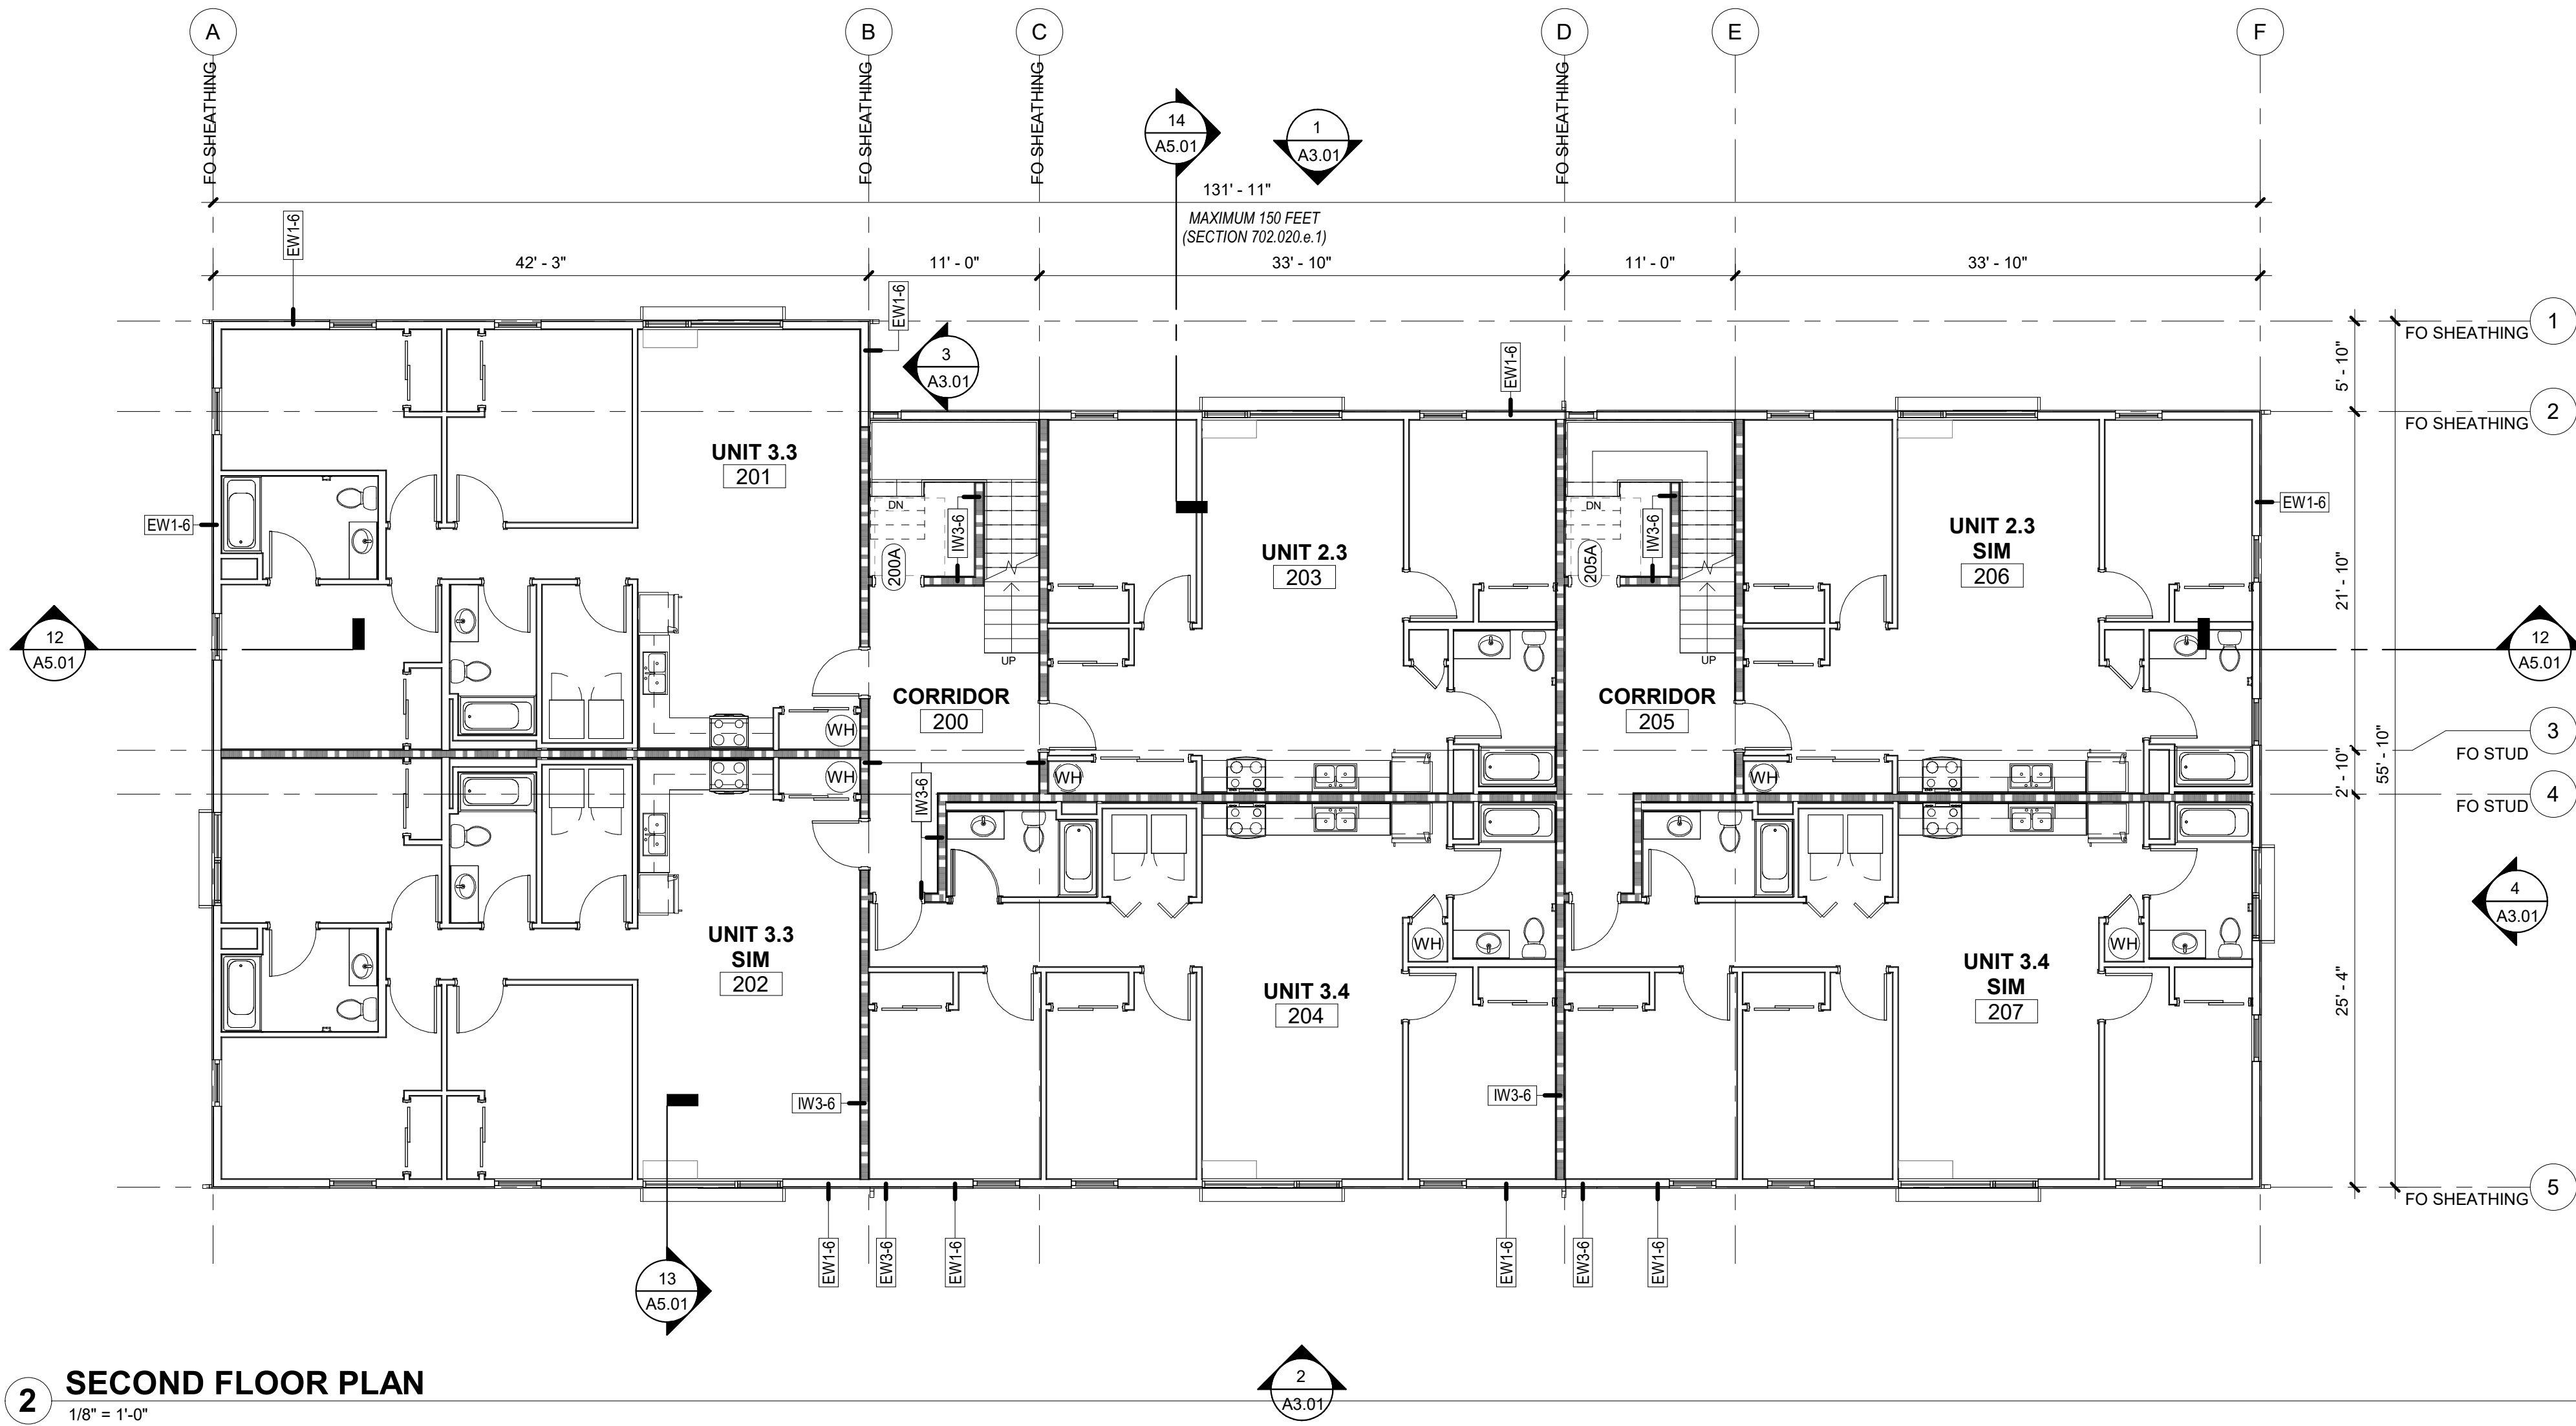 A
B
C
D
E
F
FO SHEATHING
FO SHEATHING
FO SHEATHING
FO SHEATHING
14
A5.01
1
A3.01
131' - 11"
MAXIMUM 150 FEET
(SECTION 702.020.e.1)
42' - 3"
11' - 0"
33' - 10"
11' - 0"
33' - 10"
EW1-6
EW1-6
EW1-6
3
A3.01
1
FO SHEATHING
5' - 10"
2
FO SHEATHING
UNIT 3.3
201
DN
IW3-6
200A
UP
UNIT 2.3
203
DN
IW3-6
205A
UP
UNIT 2.3
SIM
206
EW1-6
EW1-6
21' - 10"
12
A5.01
12
A5.01
CORRIDOR
200
CORRIDOR
205
WH
WH
WH
WH
3
FO STUD
2' - 10"
55' - 10"
4
FO STUD
IW3-6
UNIT 3.3
SIM
202
WH
WH
UNIT 3.4
204
UNIT 3.4
SIM
207
4
A3.01
25' - 4"
IW3-6
IW3-6
5
FO SHEATHING
EW1-6
EW3-6
EW1-6
EW1-6
EW3-6
EW1-6
13
A5.01
2
A3.01
2
SECOND FLOOR PLAN
1/8" = 1'-0"